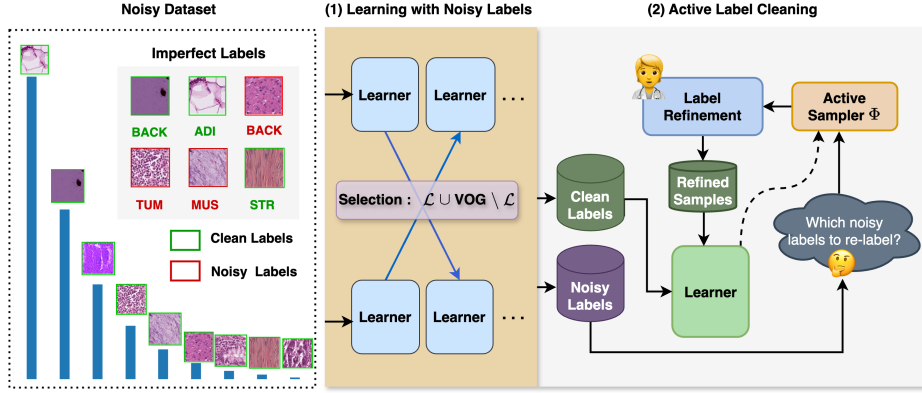 Noisy Dataset
(1) Learning with Noisy Labels
(2) Active Label Cleaning
Imperfect Labels
BACK
ADI
BACK
TUM
MUS
STR
Clean Labels
Noisy Labels
Learner
Learner
...
Selection : ℒ ∪ VOG \ ℒ
Learner
Learner
...
Clean
Labels
Noisy
Labels
Label
Refinement
Active
Sampler Φ
Refined
Samples
Learner
Which noisy
labels to re-label?